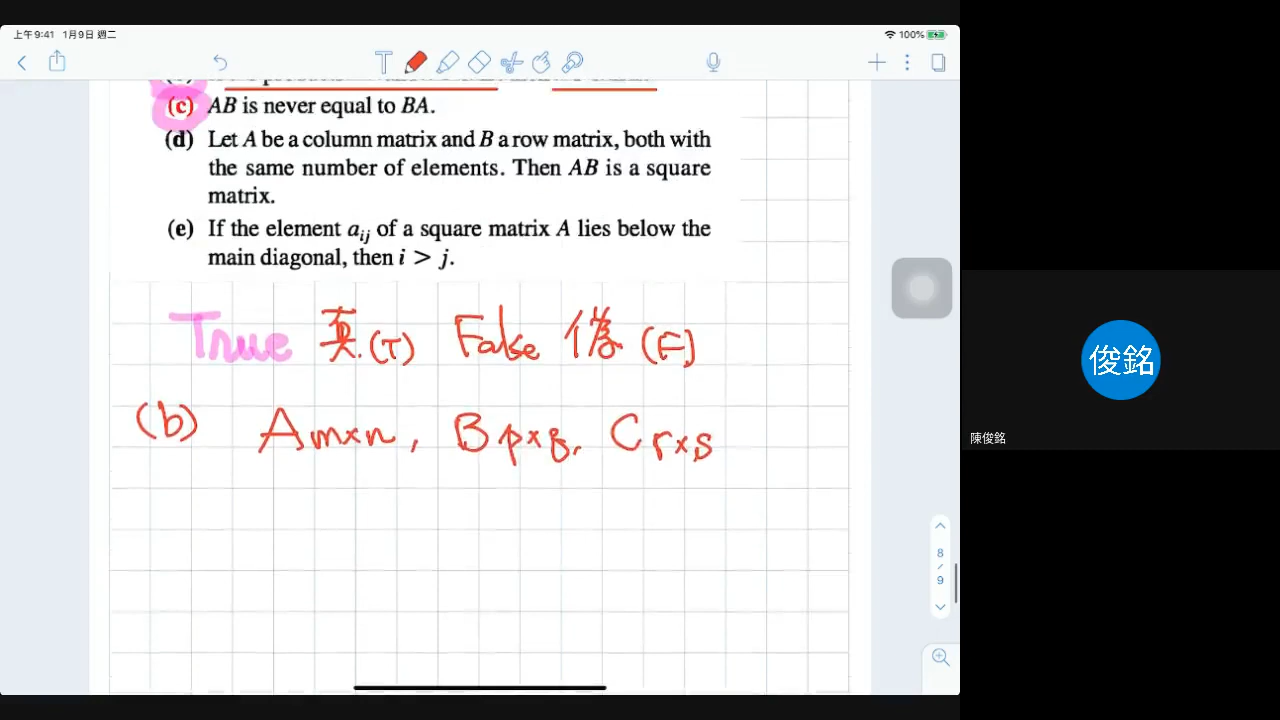 上午9:41 1月9日 週二
100%
T
(c) AB is never equal to BA.
(d) Let A be a column matrix and B a row matrix, both with
the same number of elements. Then AB is a square
matrix.
(e) If the element aij of a square matrix A lies below the
main diagonal, then i > j.
True 真(T) False 偽 (F)
(b) Am×n, Bp×q, Cr×s
8
/
9
俊銘
陳俊銘